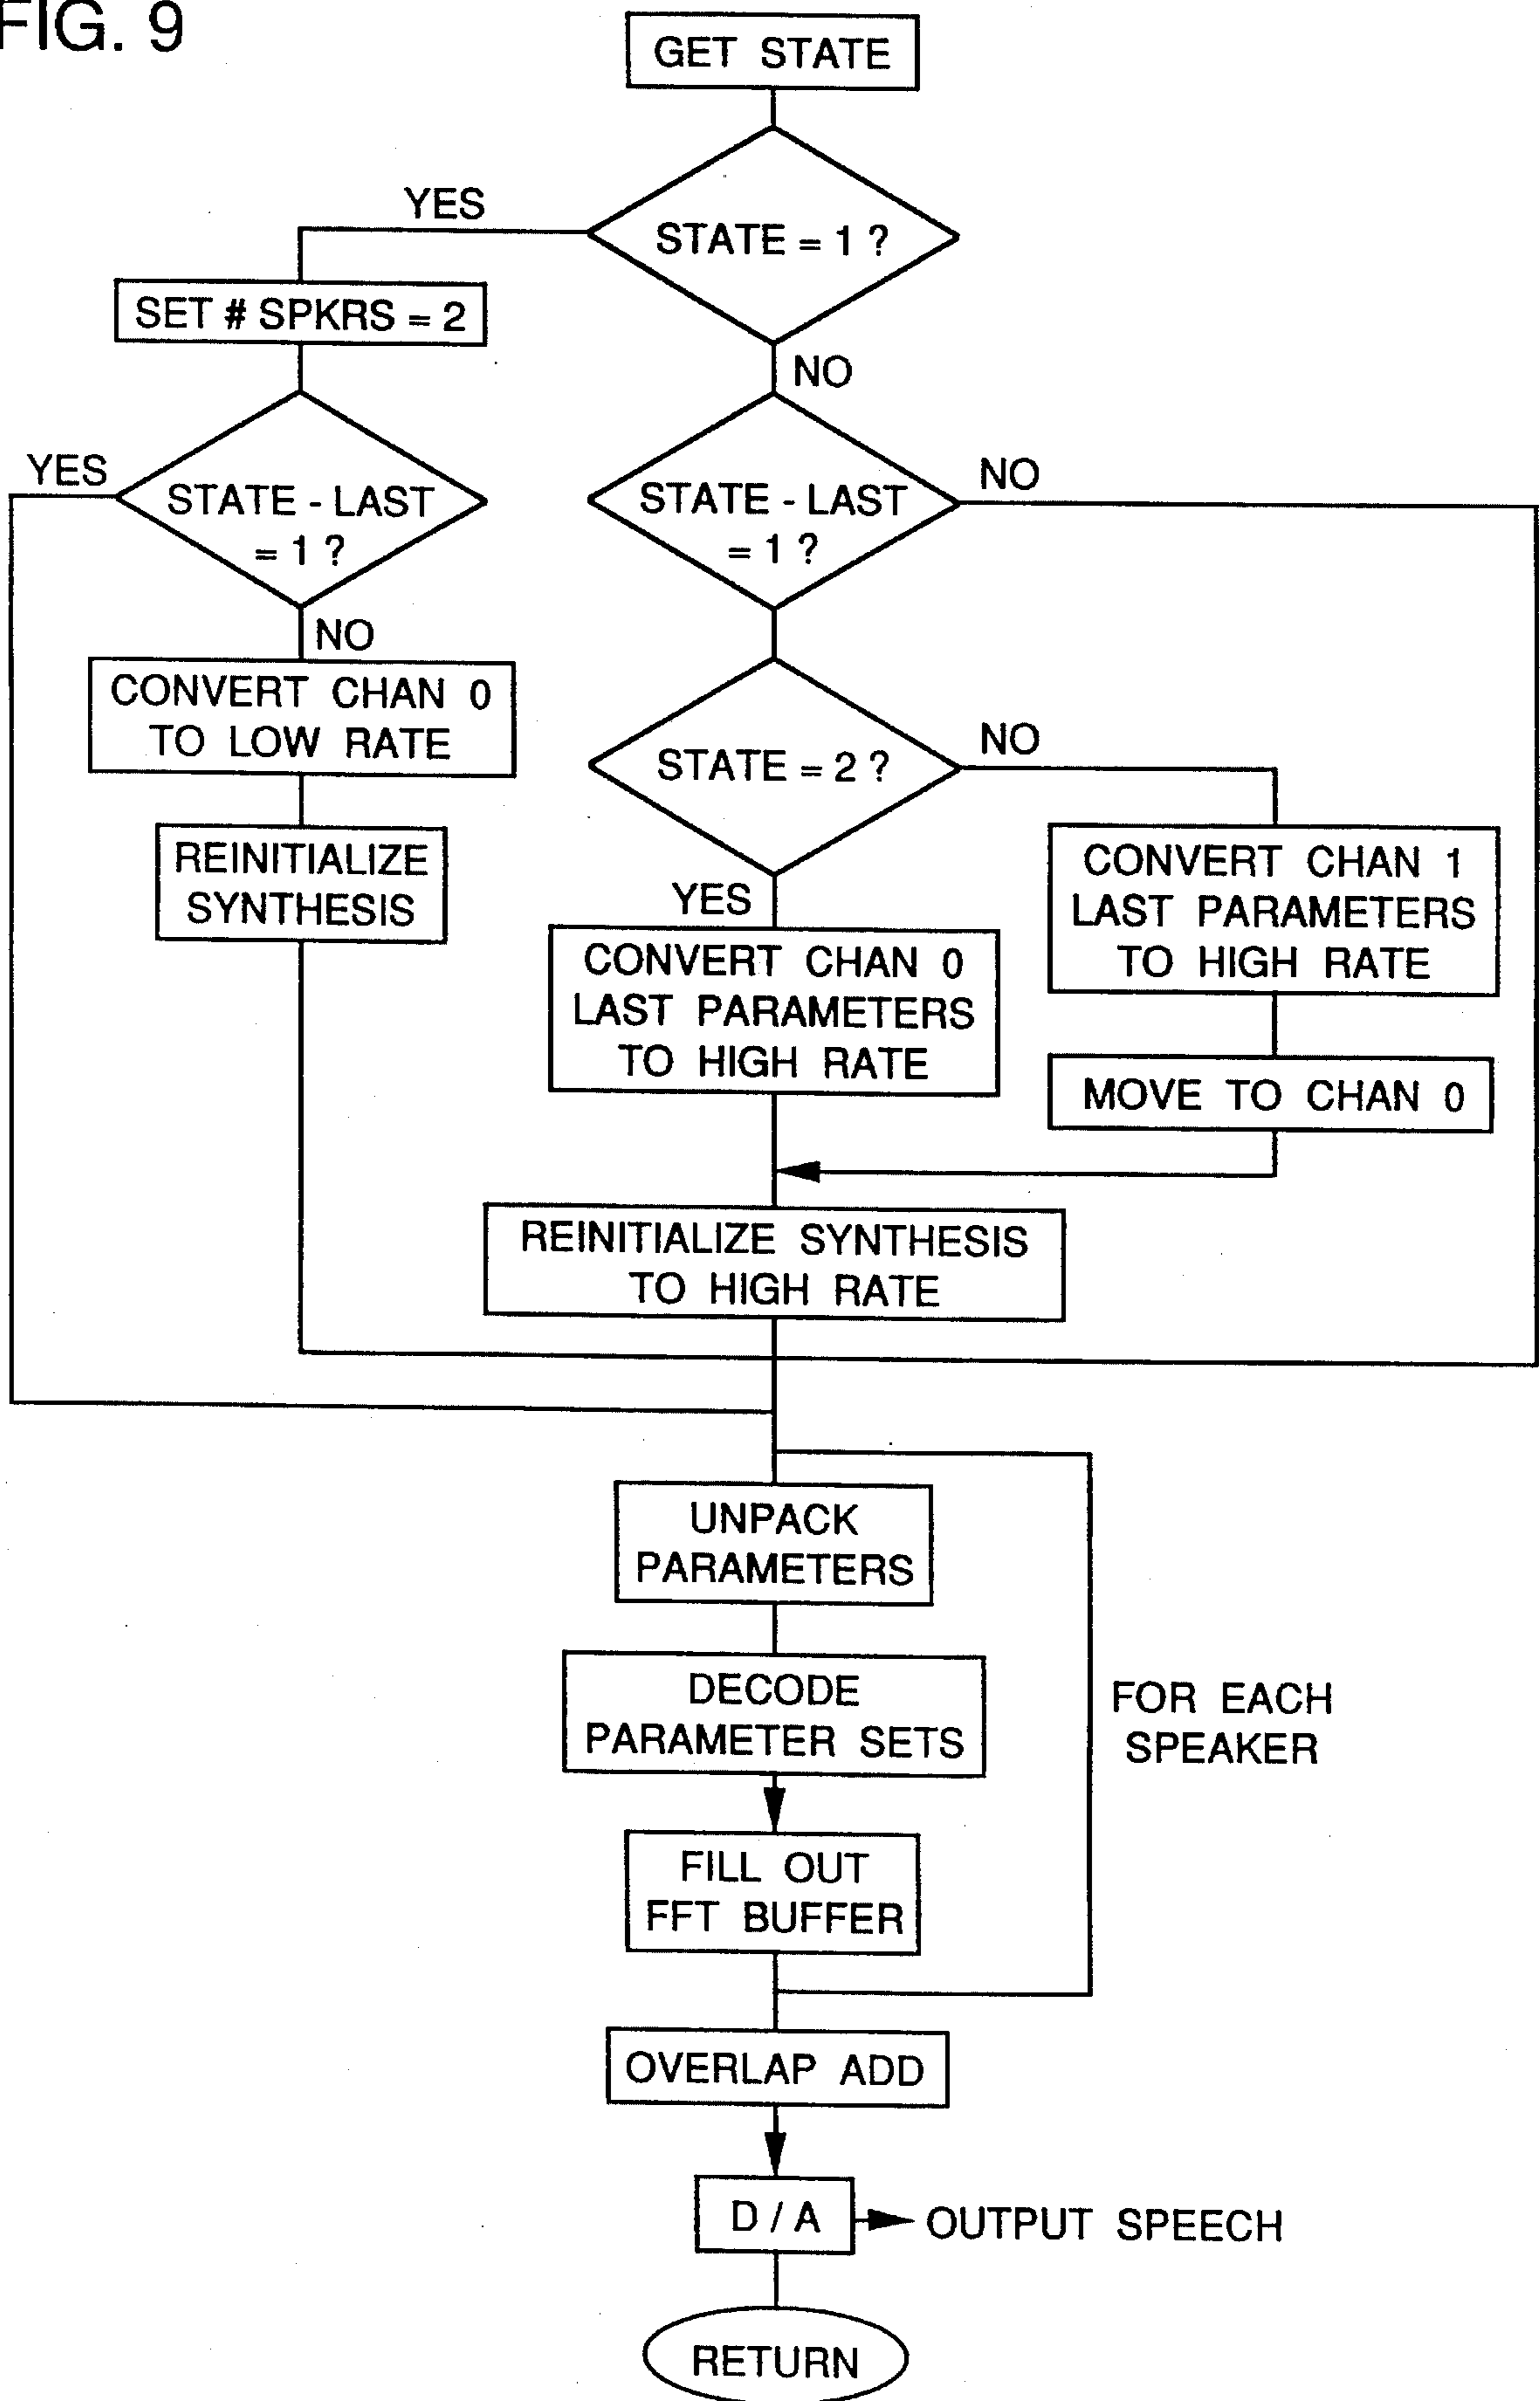 FIG. 9
GET STATE
STATE = 1 ?
YES
NO
SET # SPKRS = 2
STATE - LAST
= 1 ?
YES
NO
CONVERT CHAN 0
TO LOW RATE
REINITIALIZE
SYNTHESIS
STATE - LAST
= 1 ?
NO
STATE = 2 ?
NO
YES
CONVERT CHAN 0
LAST PARAMETERS
TO HIGH RATE
CONVERT CHAN 1
LAST PARAMETERS
TO HIGH RATE
MOVE TO CHAN 0
REINITIALIZE SYNTHESIS
TO HIGH RATE
UNPACK
PARAMETERS
DECODE
PARAMETER SETS
FOR EACH
SPEAKER
FILL OUT
FFT BUFFER
OVERLAP ADD
D / A
OUTPUT SPEECH
RETURN